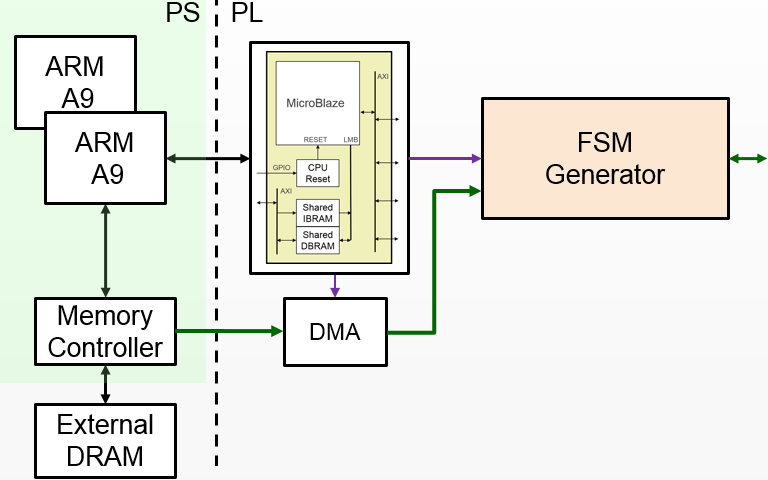 PS
PL
ARM
A9
ARM
A9
Memory
Controller
External
DRAM
AXI
MicroBlaze
RESET
LMB
GPIO
CPU
Reset
AXI
Shared
IBRAM
Shared
DBRAM
DMA
FSM
Generator